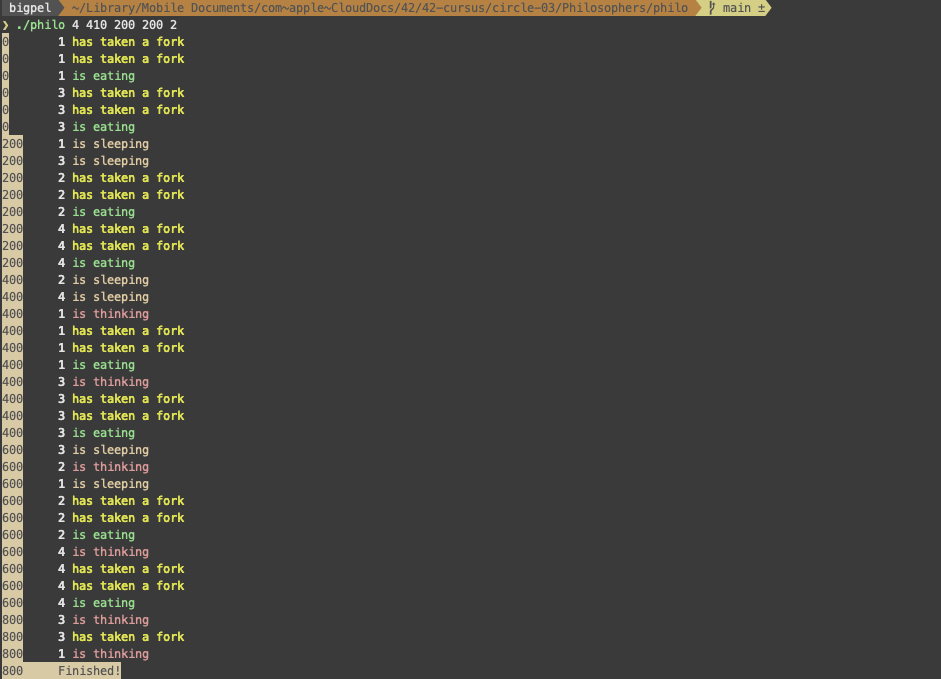 bigpel ~/Library/Mobile Documents/com~apple~CloudDocs/42/42-cursus/circle-03/Philosophers/philo main ±
❯ ./philo 4 410 200 200 2
0 1 has taken a fork
0 1 has taken a fork
0 1 is eating
0 3 has taken a fork
0 3 has taken a fork
0 3 is eating
200 1 is sleeping
200 3 is sleeping
200 2 has taken a fork
200 2 has taken a fork
200 2 is eating
200 4 has taken a fork
200 4 has taken a fork
200 4 is eating
400 2 is sleeping
400 4 is sleeping
400 1 is thinking
400 1 has taken a fork
400 1 has taken a fork
400 1 is eating
400 3 is thinking
400 3 has taken a fork
400 3 has taken a fork
400 3 is eating
600 3 is sleeping
600 2 is thinking
600 1 is sleeping
600 2 has taken a fork
600 2 has taken a fork
600 2 is eating
600 4 is thinking
600 4 has taken a fork
600 4 has taken a fork
600 4 is eating
800 3 is thinking
800 3 has taken a fork
800 1 is thinking
800 Finished!